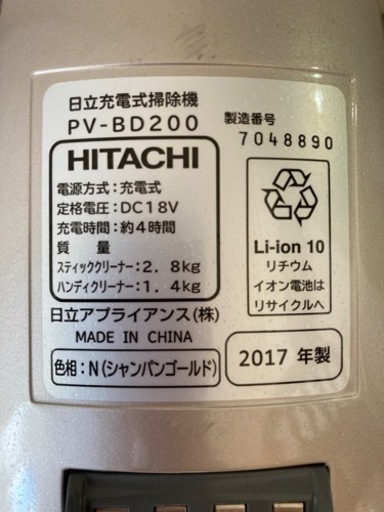 日立充電式掃除機
PV-BD200
製造番号
7048890
HITACHI
電源方式：充電式
定格電圧：DC18V
充電時間：約4時間
質量
スティッククリーナー：2.8kg
ハンディクリーナー：1.4kg
Li-ion 10
リチウム
イオン電池は
リサイクルへ
日立アプライアンス(株)
MADE IN CHINA
色相：N(シャンパンゴールド)
2017 年製